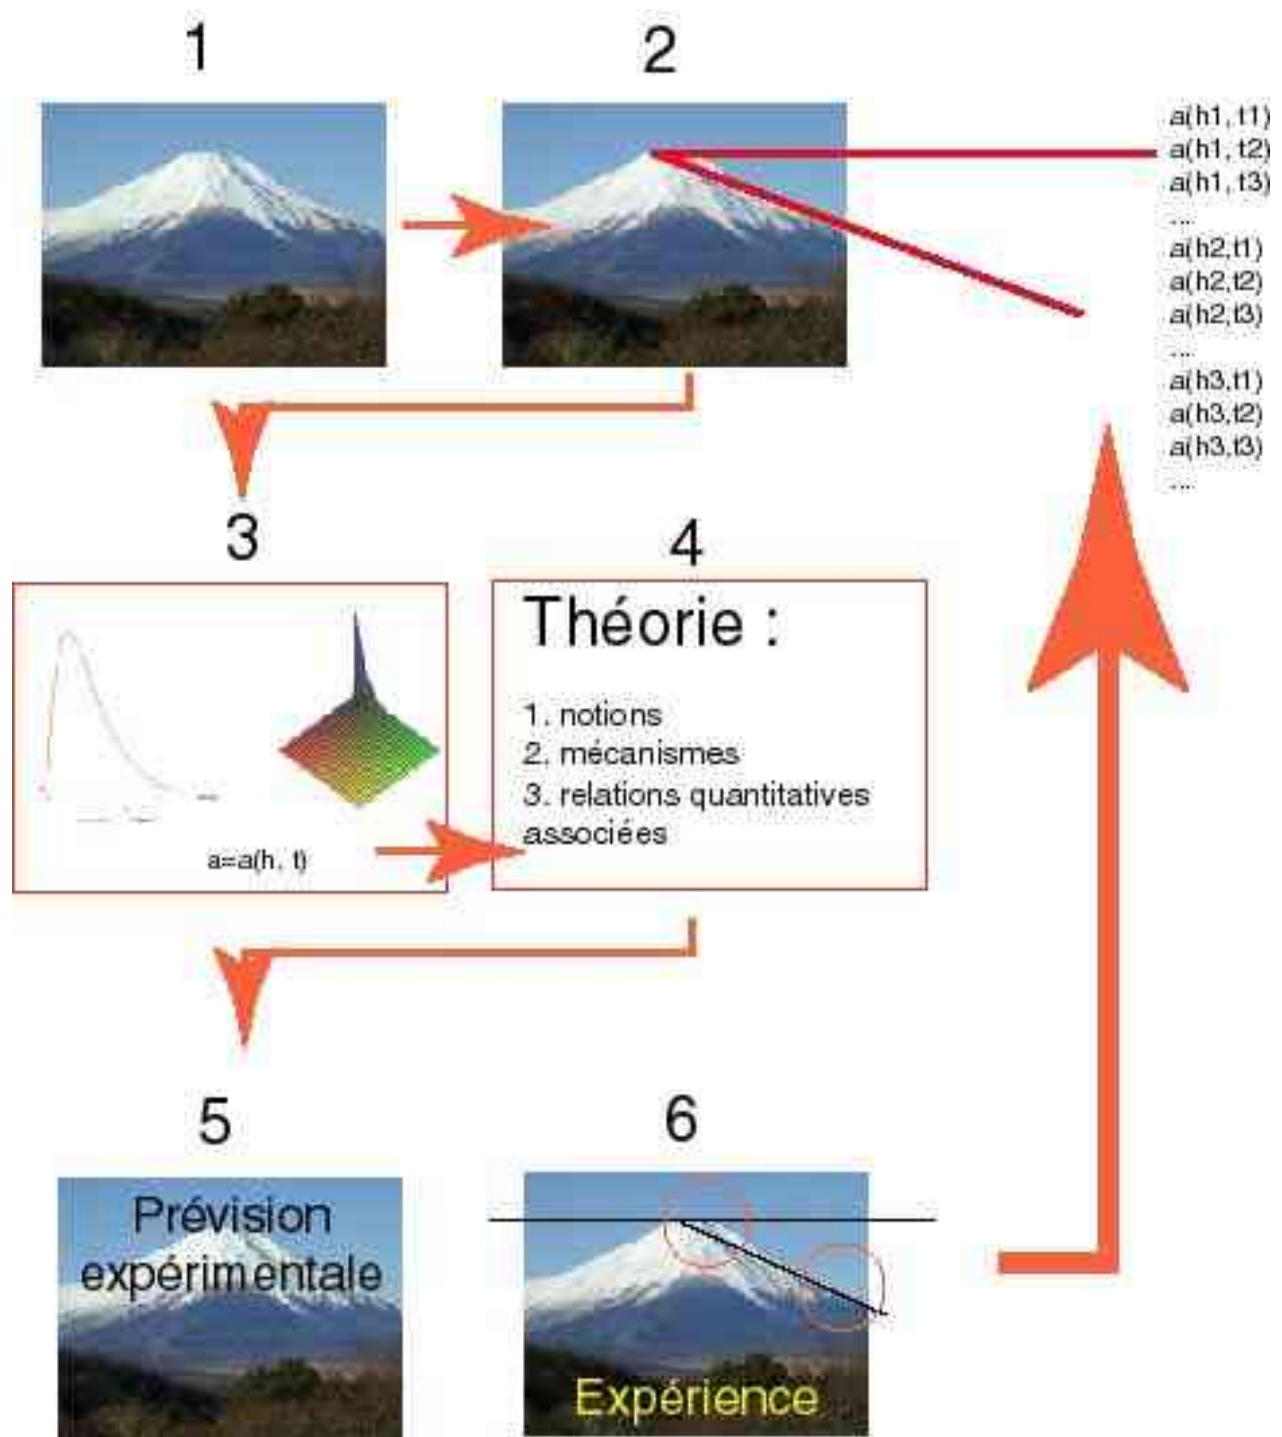 1
2
a(h1, t1)
a(h1, t2)
a(h1, t3)
...
a(h2,t1)
a(h2,t2)
a(h2,t3)
...
a(h3,t1)
a(h3,t2)
a(h3,t3)
...
3
a=a(h, t)
4
Théorie :
1. notions
2. mécanismes
3. relations quantitatives
associées
5
Prévision
expérimentale
6
Expérience